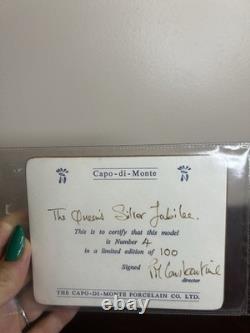 Capo-di-Monte
The Queen's Silver Jubilee.
This is to certify that this model
is Number 4
In a limited edition of 100
Signed
director
THE CAPO-DI-MONTE PORCELAIN CO. LTD.
ebay